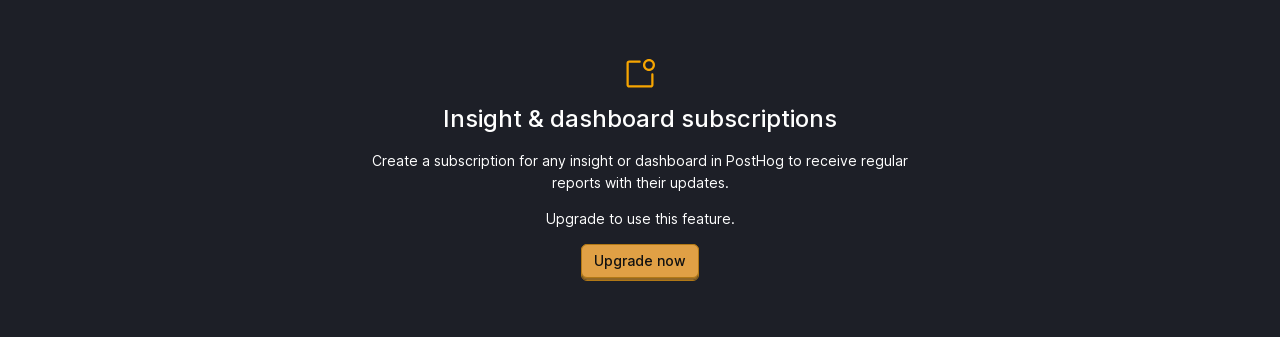 Insight & dashboard subscriptions
Create a subscription for any insight or dashboard in PostHog to receive regular
reports with their updates.
Upgrade to use this feature.
Upgrade now